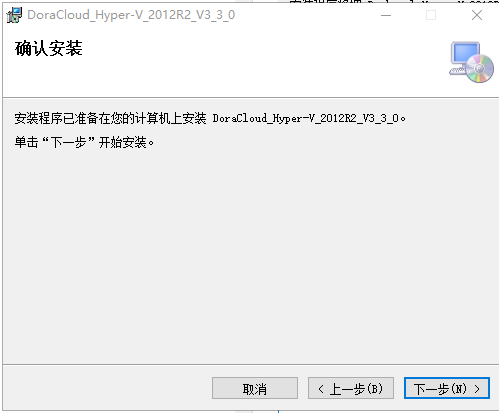 DoraCloud_Hyper-V_2012R2_V3_3_0
确认安装
安装程序已准备在您的计算机上安装 DoraCloud_Hyper-V_2012R2_V3_3_0。
单击“下一步”开始安装。
取消
< 上一步(B)
下一步(N) >